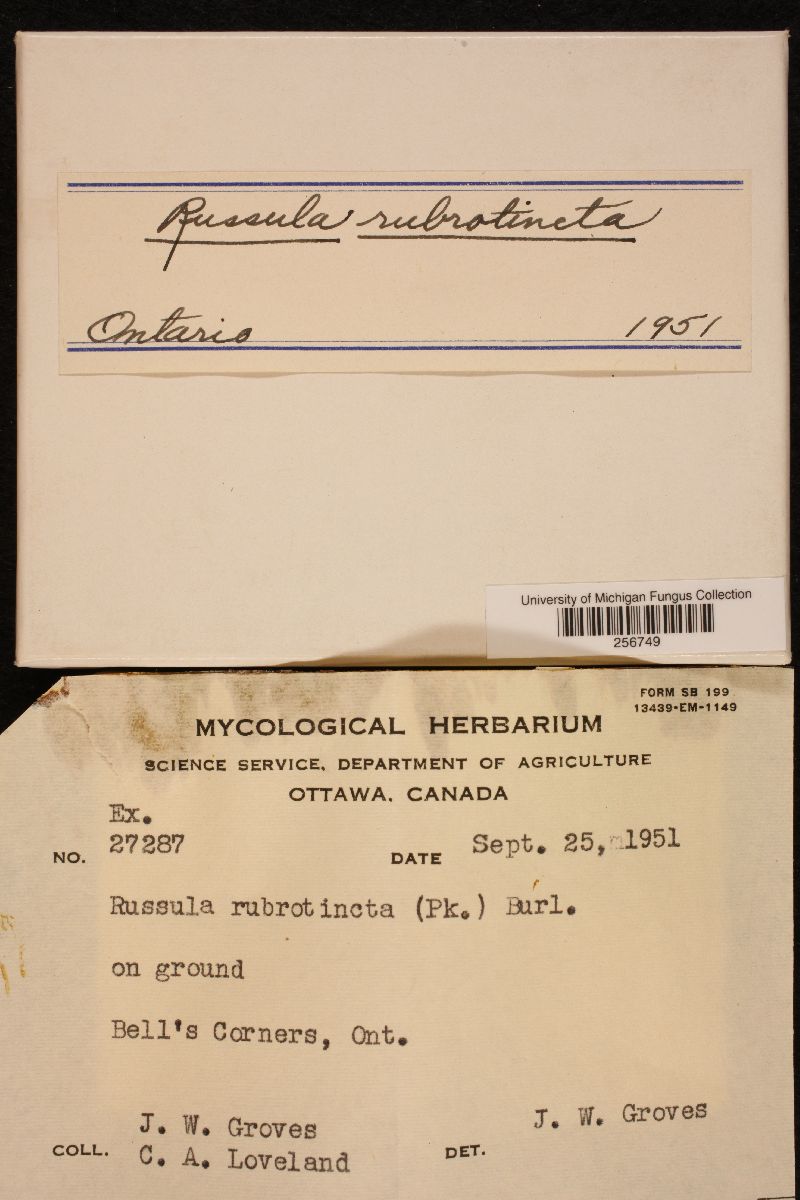 Russula rubrotincta
Ontario 1951
University of Michigan Fungus Collection
256749
FORM SB 199
13439-EM-1149
MYCOLOGICAL HERBARIUM
SCIENCE SERVICE, DEPARTMENT OF AGRICULTURE
OTTAWA, CANADA
Ex.
NO. 27287 DATE Sept. 25, 1951
Russula rubrotincta (Pk.) Burl.
on ground
Bell's Corners, Ont.
J. W. Groves J. W. Groves
COLL. C. A. Loveland DET.